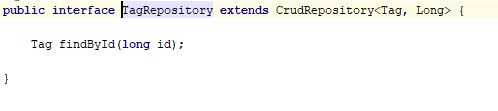 public interface TagRepository extends CrudRepository<Tag, Long> {
Tag findById(long id);
}